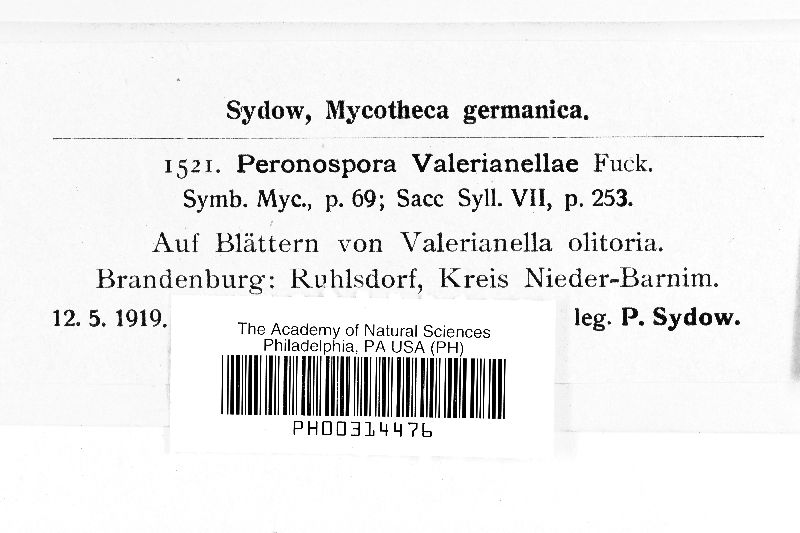 Sydow, Mycotheca germanica.
1521. Peronospora Valerianellae Fuck.
Symb. Myc., p. 69; Sacc Syll. VII, p. 253.
Auf Blättern von Valerianella olitoria.
Brandenburg: Ruhlsdorf, Kreis Nieder-Barnim.
12. 5. 1919. leg. P. Sydow.
The Academy of Natural Sciences
Philadelphia, PA USA (PH)
PH00314476